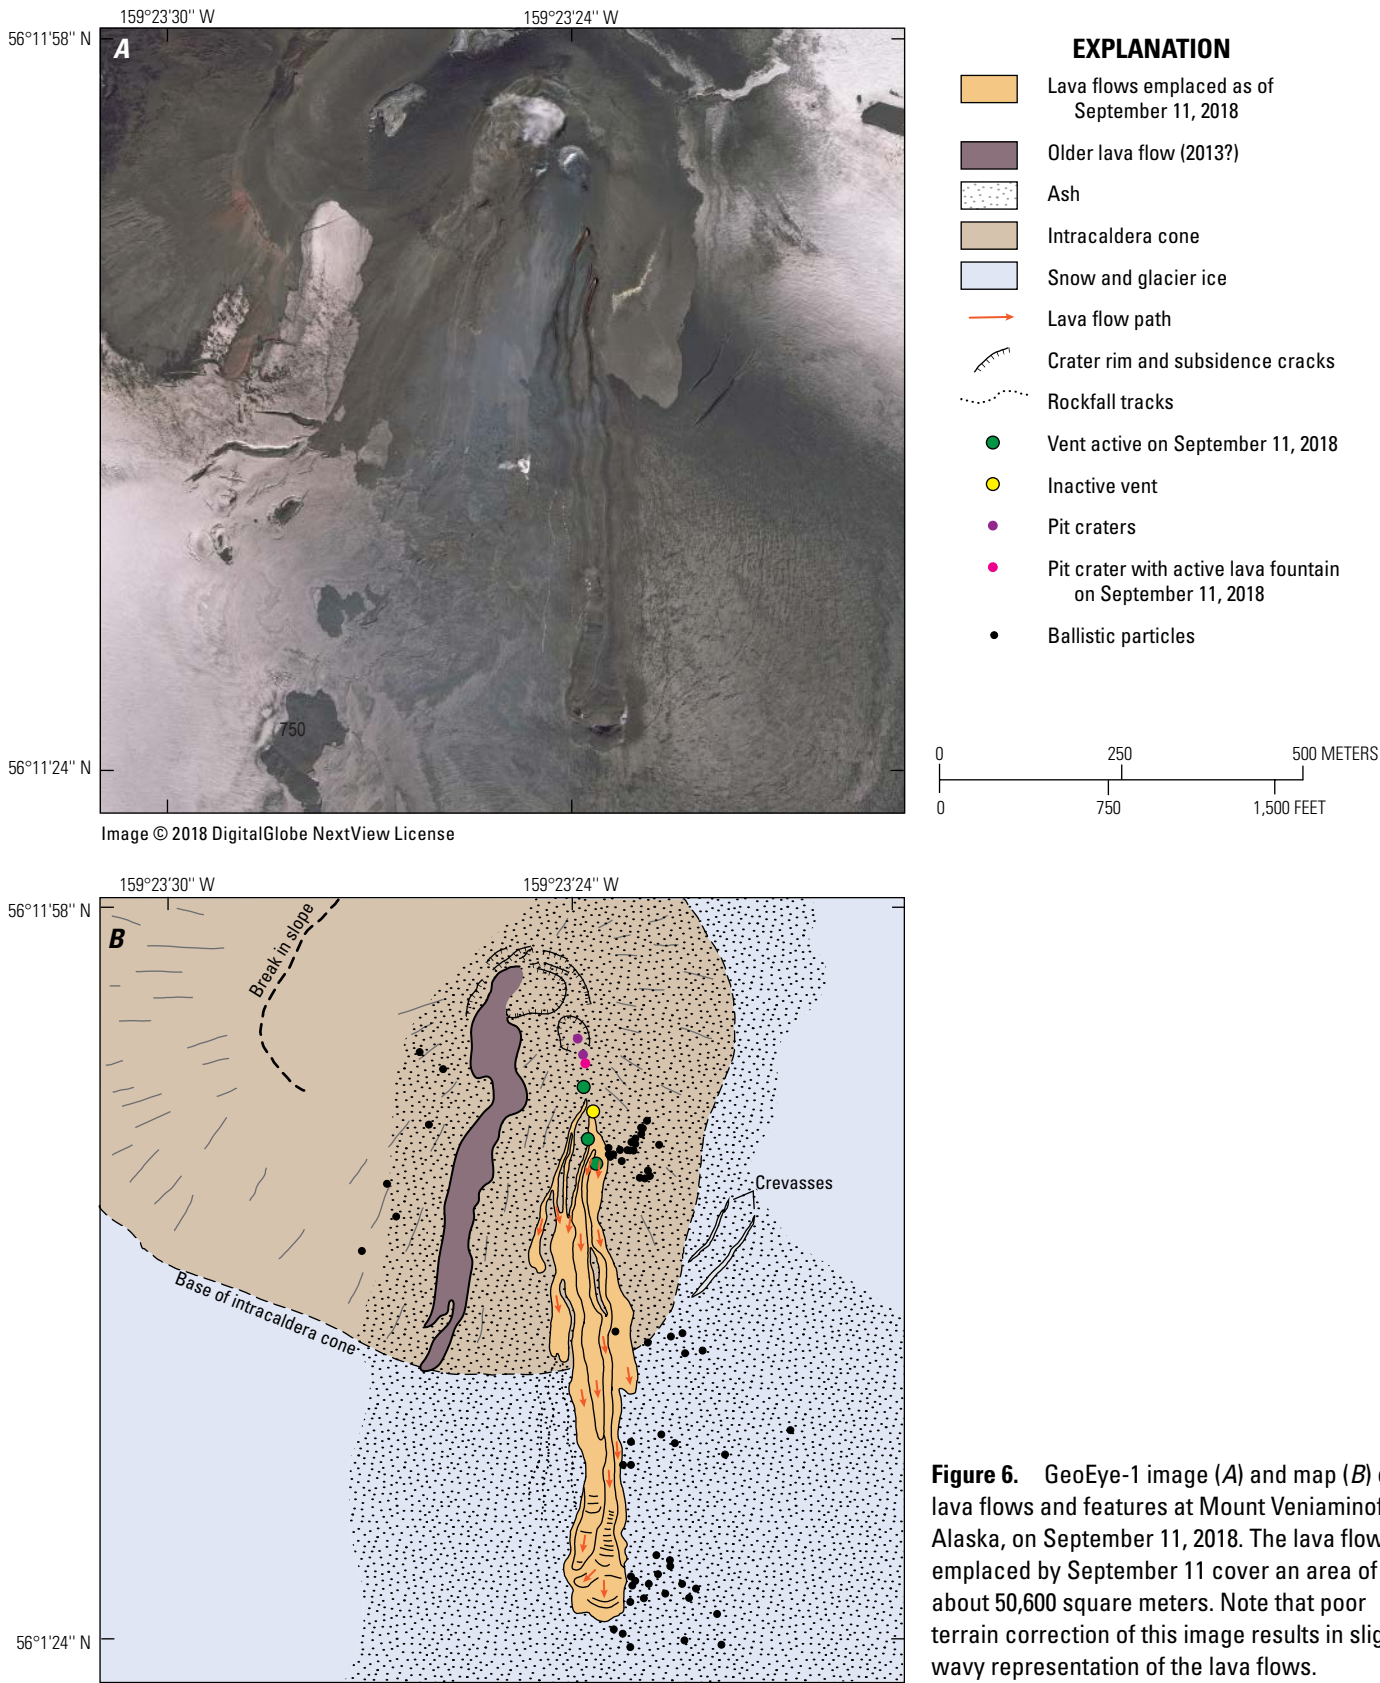 159°23'30" W
159°23'24" W
56°11'58" N
A
750
56°11'24" N
Image © 2018 DigitalGlobe NextView License
EXPLANATION
Lava flows emplaced as of
September 11, 2018
Older lava flow (2013?)
Ash
Intracaldera cone
Snow and glacier ice
Lava flow path
Crater rim and subsidence cracks
Rockfall tracks
Vent active on September 11, 2018
Inactive vent
Pit craters
Pit crater with active lava fountain
on September 11, 2018
Ballistic particles
0 250 500 METERS
0 750 1,500 FEET
159°23'30" W
159°23'24" W
56°11'58" N
B
Break in slope
Crevasses
Base of intracaldera cone
56°1'24" N
Figure 6. GeoEye-1 image (A) and map (B)
lava flows and features at Mount Veniaminof
Alaska, on September 11, 2018. The lava flow
emplaced by September 11 cover an area of
about 50,600 square meters. Note that poor
terrain correction of this image results in slig
wavy representation of the lava flows.